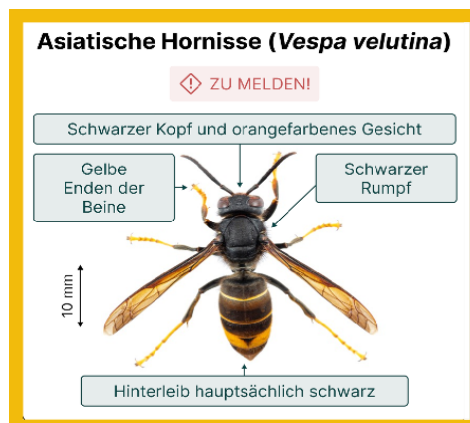 Asiatische Hornisse (Vespa velutina)
ZU MELDEN!
Schwarzer Kopf und orangefarbenes Gesicht
Gelbe
Enden der
Beine
Schwarzer
Rumpf
10 mm
Hinterleib hauptsächlich schwarz